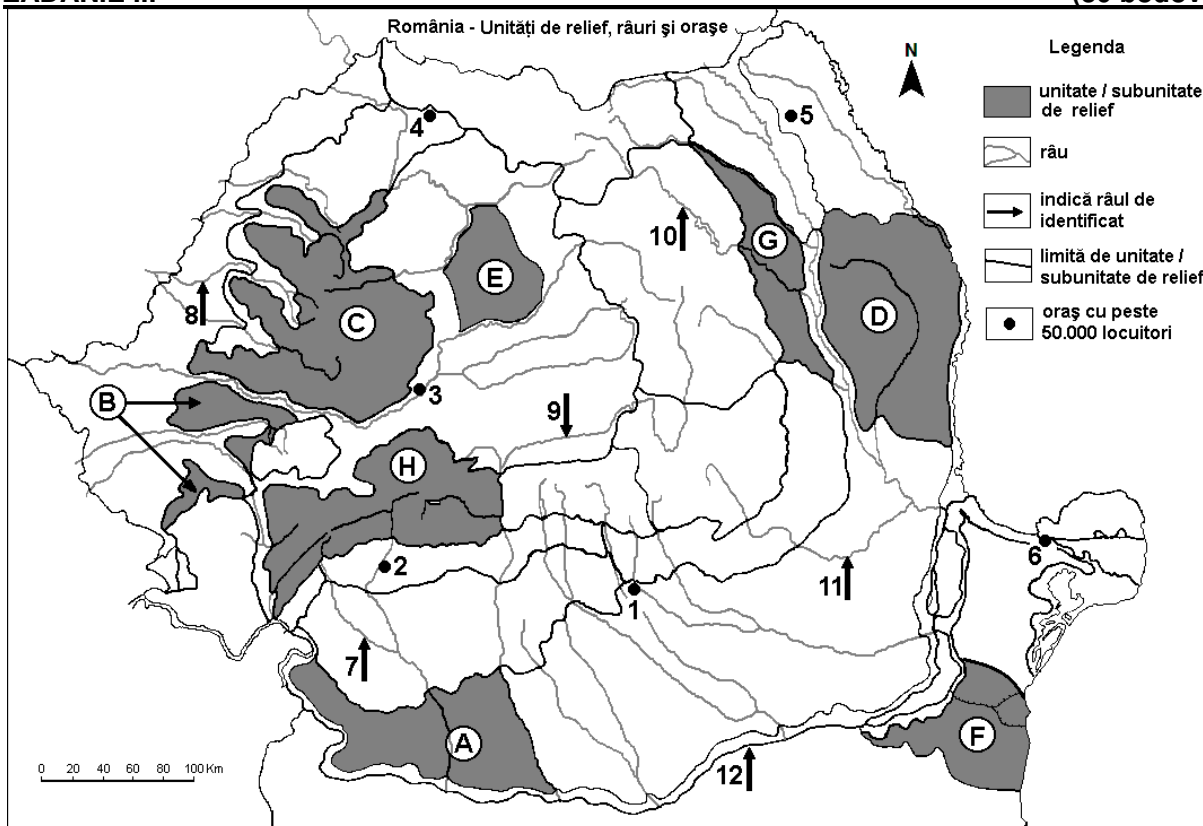 România - Unități de relief, râuri și orașe
N
Legenda
unitate / subunitate
de relief
râu
indică râul de
identificat
limită de unitate /
subunitate de relief
oraș cu peste
50.000 locuitori
4
5
10
G
E
D
C
8
B
3
9
H
6
2
1
11
7
A
F
12
0 20 40 60 80 100 Km